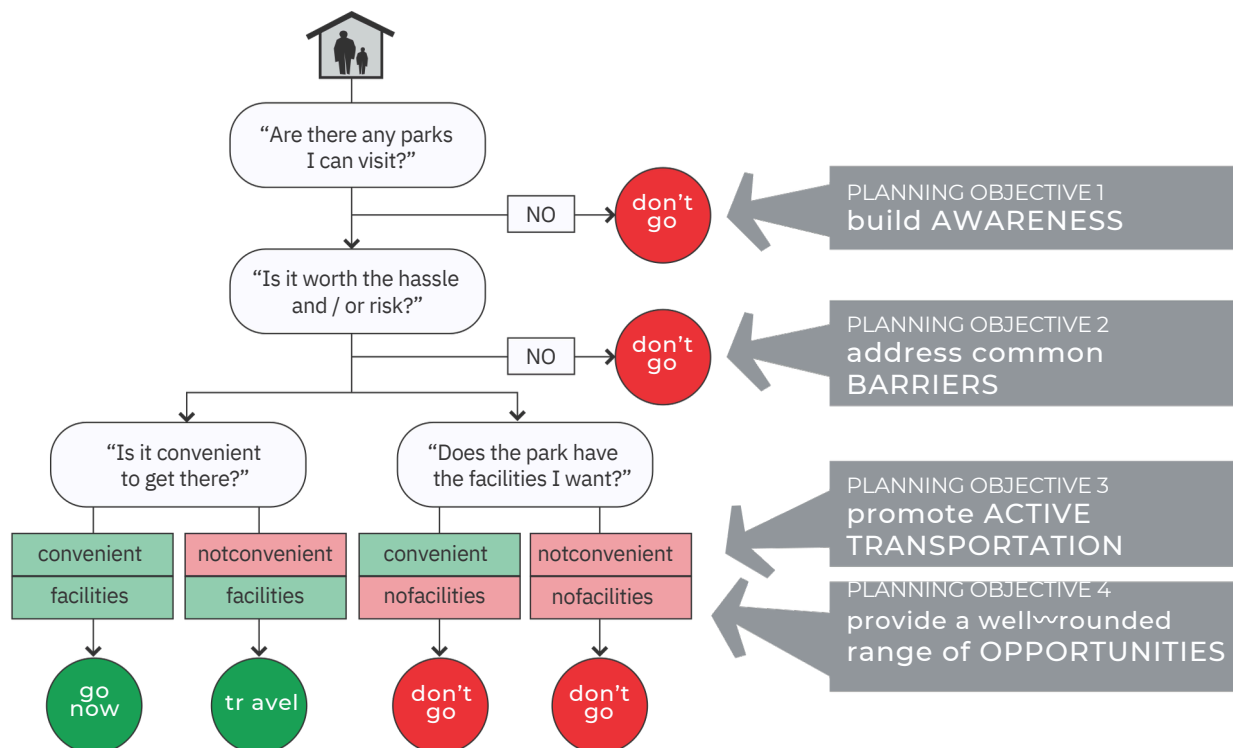 “Are there any parks
I can visit?”
NO
don't
go
PLANNING OBJECTIVE 1
build AWARENESS
“Is it worth the hassle
and / or risk?”
NO
don't
go
PLANNING OBJECTIVE 2
address common
BARRIERS
“Is it convenient
to get there?”
“Does the park have
the facilities I want?”
PLANNING OBJECTIVE 3
promote ACTIVE
TRANSPORTATION
convenient
notconvenient
convenient
notconvenient
facilities
facilities
nofacilities
nofacilities
PLANNING OBJECTIVE 4
provide a well〰rounded
range of OPPORTUNITIES
go
now
tr avel
don't
go
don't
go